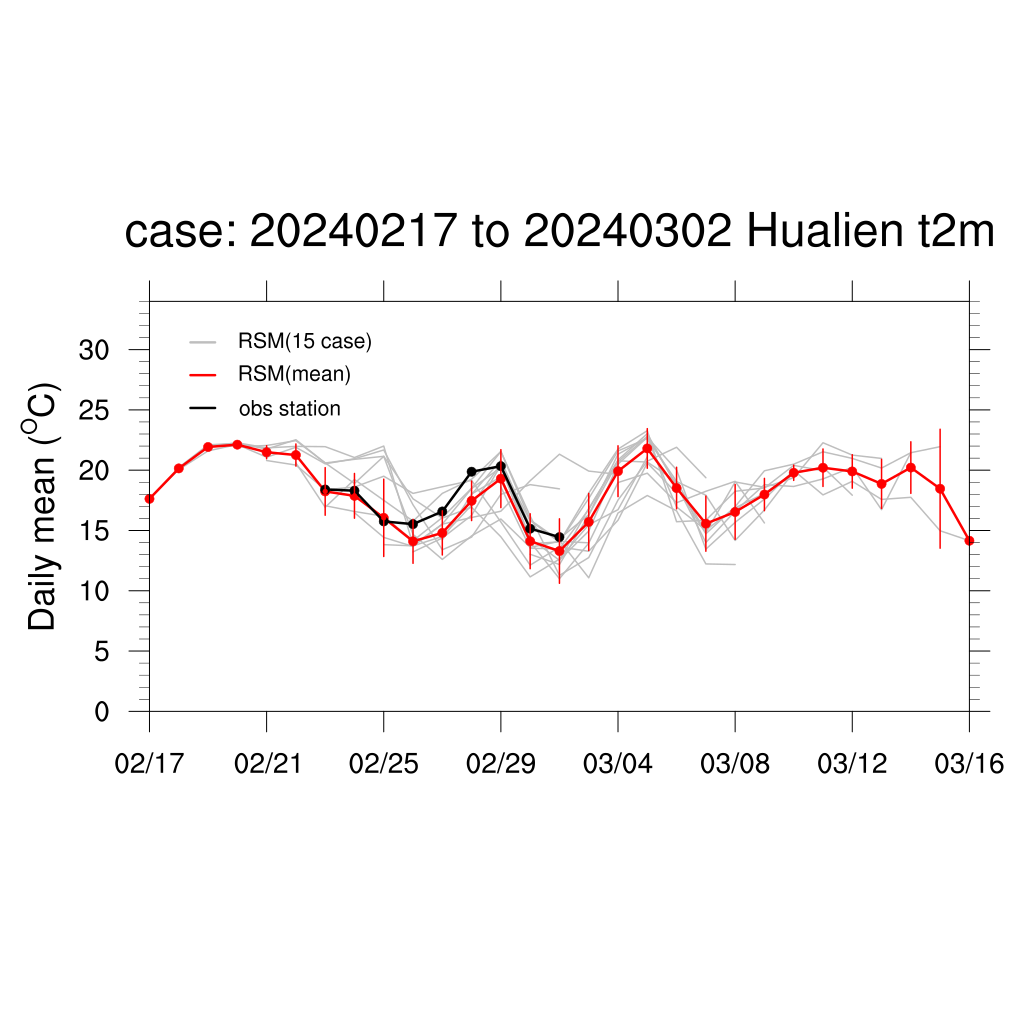 case: 20240217 to 20240302 Hualien t2m
RSM(15 case)
RSM(mean)
obs station
Daily mean (°C)
30
25
20
15
10
5
0
02/17 02/21 02/25 02/29 03/04 03/08 03/12 03/16